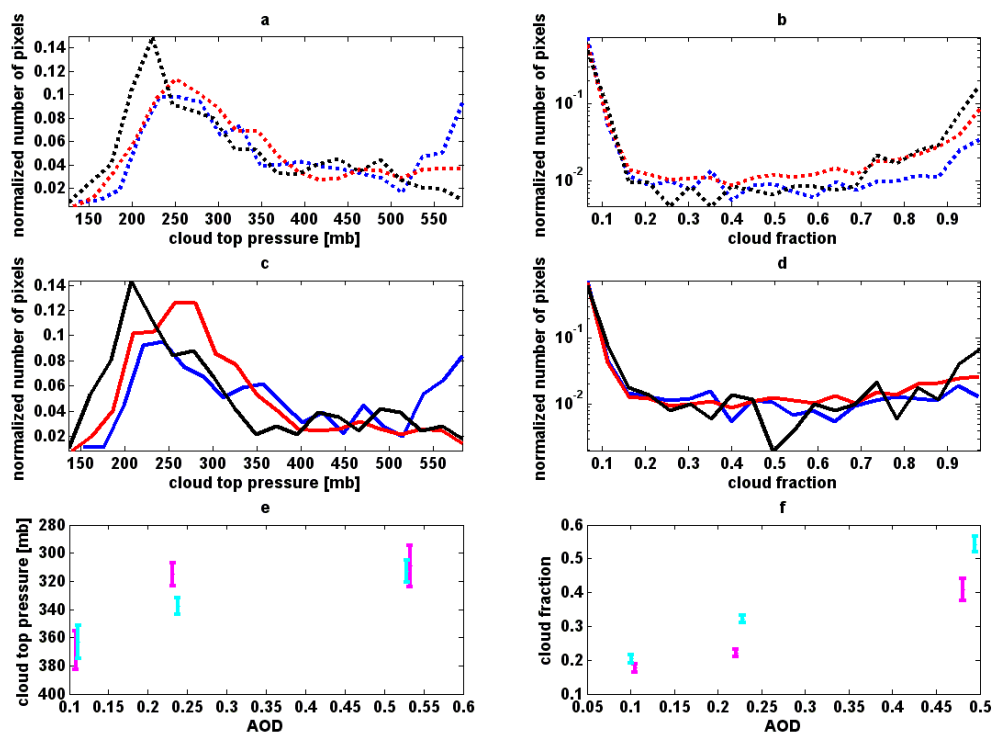 a
normalized number of pixels
0.14
0.12
0.1
0.08
0.06
0.04
0.02
150 200 250 300 350 400 450 500 550
cloud top pressure [mb]
b
normalized number of pixels
10-1
10-2
0.1 0.2 0.3 0.4 0.5 0.6 0.7 0.8 0.9
cloud fraction
c
normalized number of pixels
0.14
0.12
0.1
0.08
0.06
0.04
0.02
150 200 250 300 350 400 450 500 550
cloud top pressure [mb]
d
normalized number of pixels
10-1
10-2
0.1 0.2 0.3 0.4 0.5 0.6 0.7 0.8 0.9
cloud fraction
e
cloud top pressure [mb]
280
300
320
340
360
380
400
0.1 0.15 0.2 0.25 0.3 0.35 0.4 0.45 0.5 0.55 0.6
AOD
f
cloud fraction
0.6
0.5
0.4
0.3
0.2
0.1
0.05 0.1 0.15 0.2 0.25 0.3 0.35 0.4 0.45 0.5
AOD